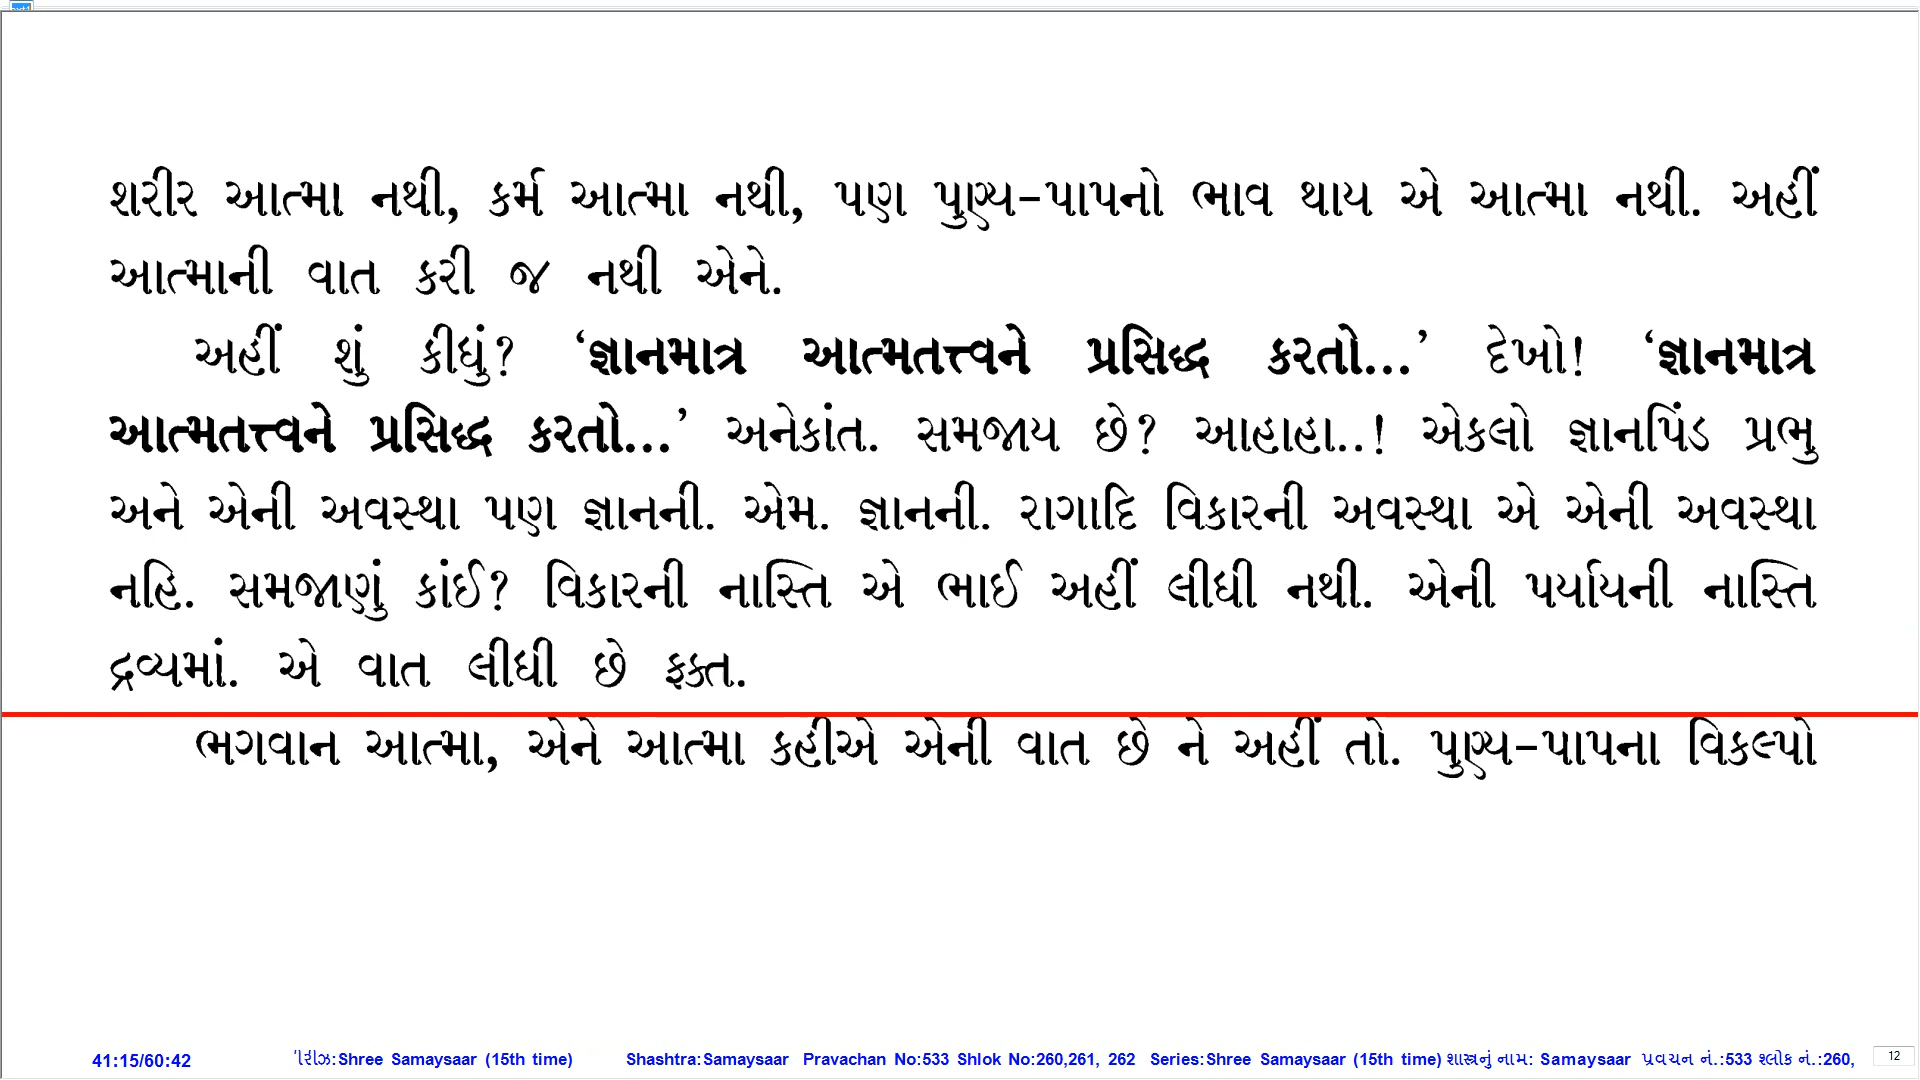 શરીર આત્મા નથી, કર્મ આત્મા નથી, પણ પુણ્ય-પાપનો ભાવ થાય એ આત્મા નથી. અહીં
આત્માની વાત કરી જ નથી એને.
અહીં શું કીધું? ‘જ્ઞાનમાત્ર આત્મતત્ત્વને પ્રસિદ્ધ કરતો...’ દેખો! ‘જ્ઞાનમાત્ર
આત્મતત્ત્વને પ્રસિદ્ધ કરતો...’ અનેકાંત. સમજાય છે? આહાહા..! એકલો જ્ઞાનપિંડ પ્રભુ
અને એની અવસ્થા પણ જ્ઞાનની. એમ. જ્ઞાનની. રાગાદિ વિકારની અવસ્થા એ એની અવસ્થા
નહિ. સમજાણું કાંઈ? વિકારની નાસ્તિ એ ભાઈ અહીં લીધી નથી. એની પર્યાયની નાસ્તિ
દ્રવ્યમાં. એ વાત લીધી છે ફક્ત.
ભગવાન આત્મા, એને આત્મા કહીએ એની વાત છે ને અહીં તો. પુણ્ય-પાપના વિકલ્પો
41:15/60:42 :Shree Samaysaar (15th time) Shashtra:Samaysaar Pravachan No:533 Shlok No:260,261, 262 Series:Shree Samaysaar (15th time) શાસ્ત્રનું નામ: Samaysaar પ્રવચન નં.:533 શ્લોક નં.:260, 12